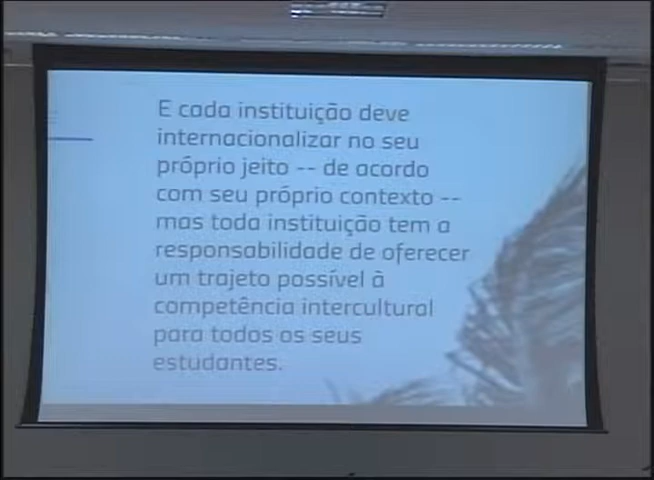 E cada instituição deve
internacionalizar no seu
próprio jeito -- de acordo
com seu próprio contexto --
mas toda instituição tem a
responsabilidade de oferecer
um trajeto possível à
competência intercultural
para todos os seus
estudantes.